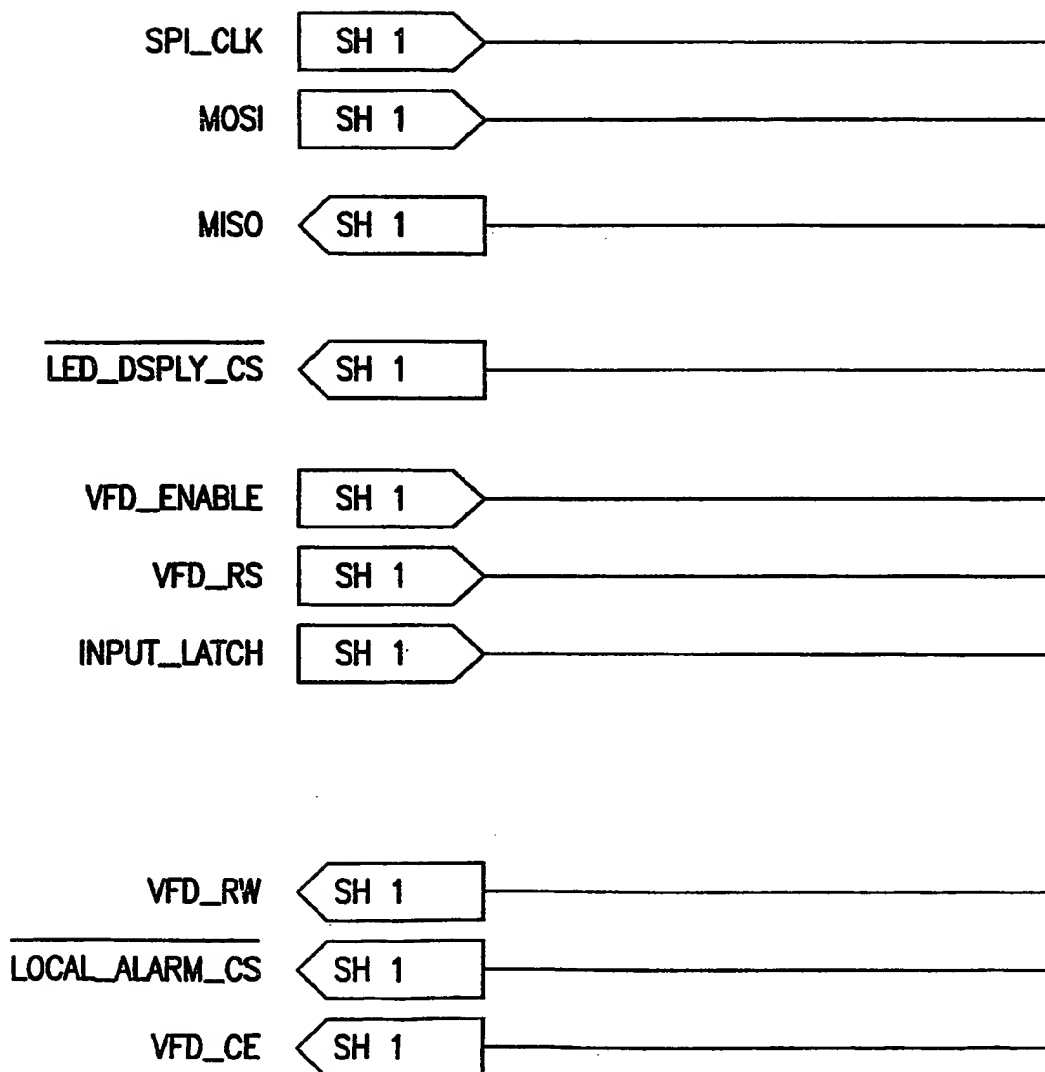 SPI_CLK SH 1
MOSI SH 1
MISO SH 1
LED_DSPLY_CS SH 1
VFD_ENABLE SH 1
VFD_RS SH 1
INPUT_LATCH SH 1
VFD_RW SH 1
LOCAL_ALARM_CS SH 1
VFD_CE SH 1